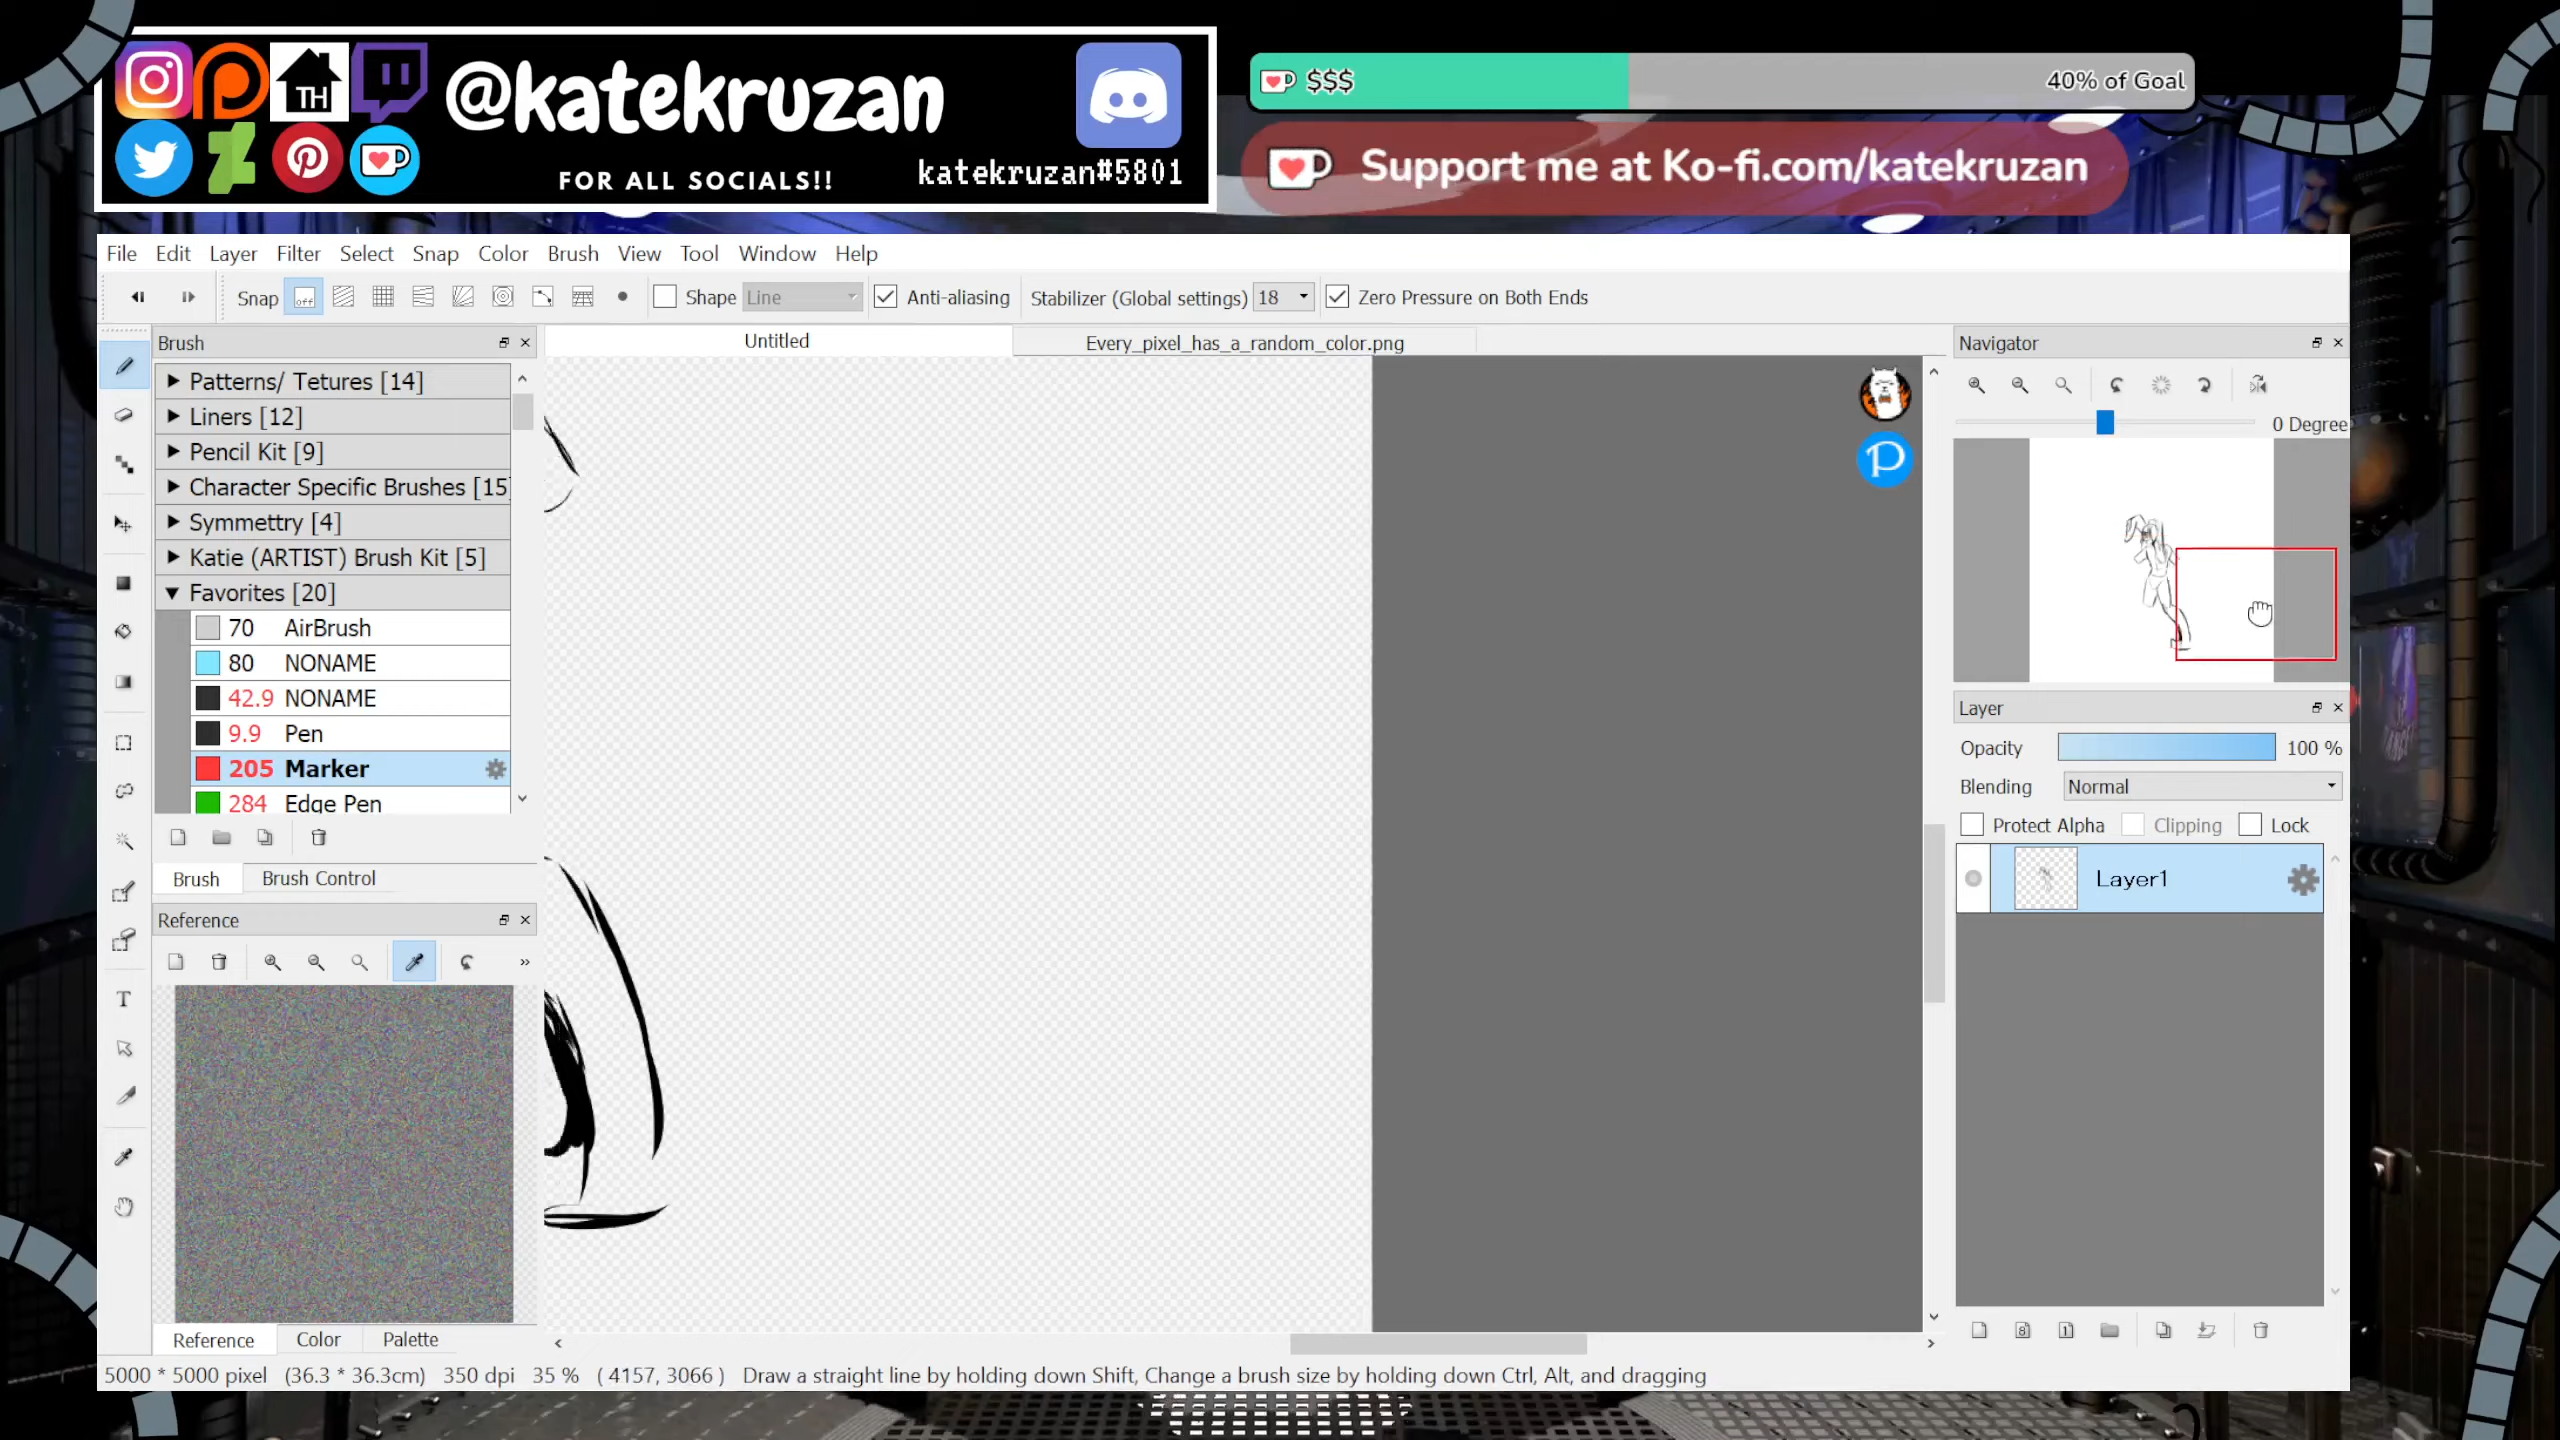 TH
@katekruzan
FOR ALL SOCIALS!!
katekruzan#5801
$$$
40% of Goal
Support me at Ko-fi.com/katekruzan
File Edit Layer Filter Select Snap Color Brush View Tool Window Help
Snap off Shape Line Anti-aliasing Stabilizer (Global settings) 18 Zero Pressure on Both Ends
Brush
Untitled
Every_pixel_has_a_random_color.png
Navigator
Patterns/ Tetures [14]
Liners [12]
Pencil Kit [9]
Character Specific Brushes [15]
Symmettry [4]
Katie (ARTIST) Brush Kit [5]
Favorites [20]
70 AirBrush
80 NONAME
42.9 NONAME
9.9 Pen
205 Marker
284 Edge Pen
Brush
Brush Control
Reference
T
Reference
Color
Palette
P
0 Degree
Layer
Opacity 100 %
Blending Normal
Protect Alpha Clipping Lock
Layer1
8
1
5000 * 5000 pixel (36.3 * 36.3cm) 350 dpi 35 % ( 4157, 3066 ) Draw a straight line by holding down Shift, Change a brush size by holding down Ctrl, Alt, and dragging